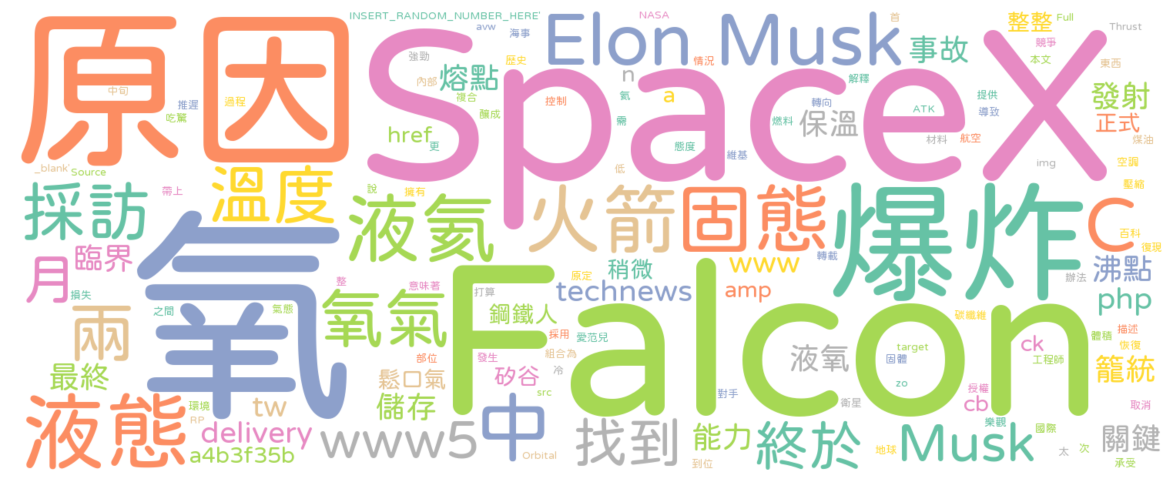 INSERT_RANDOM_NUMBER_HERE'
NASA
首
整整
Full
Thrust
原因
SpaceX
Elon Musk
avw
海事
強勁
歷史
情況
事故
競爭
本文
東西
中旬
推遲
吃驚
過程
內部
熔點
複合
釀成
控制
n
氦
需
a
解釋
轉向
ATK
提供
導致
發射
正式
煤油
href
更
態度
燃料
維基
保溫
材料
航空
_blank'
Source
帶上
低
img
空調
壓縮
採訪
溫度
說
擁有
液氦
火箭
固態
爆炸
C
百科
復現
月
臨界
氧
稍微
www
轉載
辦法
沸點
損失
整
意味著
打算
原定
technews
amp
php
兩
之間
氣態
氧氣
鋼鐵人
Falcon
碳纖維
採用
愛范兒
體積
描述
恢復
部位
發生
組合為
液氧
target
固體
ck
工程師
籠統
最終
鬆口氣
矽谷
冷
zo
授權
液態
環境
RP
tw
儲存
src
對手
衛星
cb
取消
delivery
www5
中
找到
能力
終於
樂觀
國際
Musk
關鍵
a4b3f35b
Orbital
到位
地球
太
次
承受